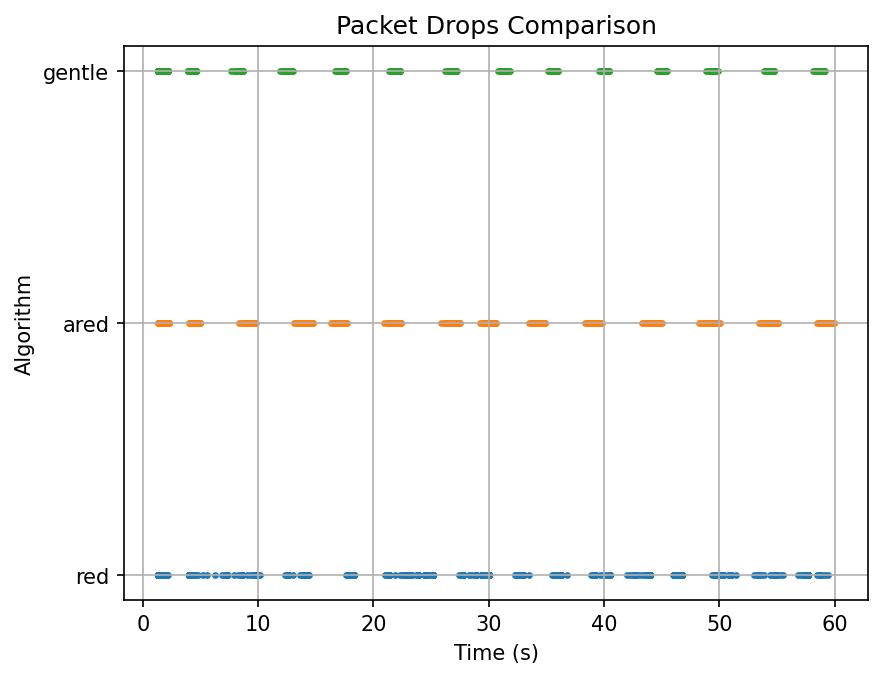 Packet Drops Comparison
gentle
ared
red
Algorithm
0 10 20 30 40 50 60
Time (s)